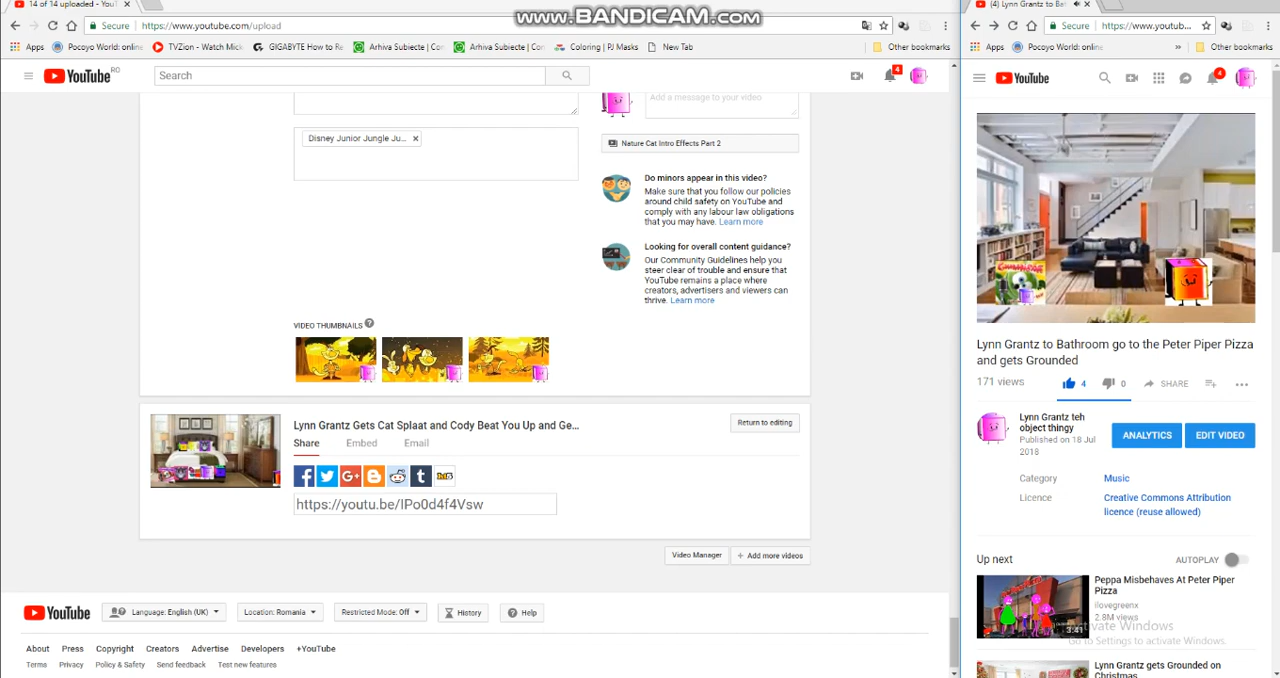 14 of 14 uploaded - You
www.BANDICAM.com
Secure https://www.youtube.com/upload
Apps Pocoyo World: online TVZion - Watch Mick GIGABYTE How to Re Arhiva Subiecte | Con Arhiva Subiecte | Con Coloring | PJ Masks New Tab Other bookmarks
YouTube RO Search 4
Add a message to your video
Disney Junior Jungle Ju...
Nature Cat Intro Effects Part 2
Do minors appear in this video?
Make sure that you follow our policies
around child safety on YouTube and
comply with any labour law obligations
that you may have. Learn more
Looking for overall content guidance?
Our Community Guidelines help you
steer clear of trouble and ensure that
YouTube remains a place where
creators, advertisers and viewers can
thrive. Learn more
VIDEO THUMBNAILS ?
Lynn Grantz Gets Cat Splaat and Cody Beat You Up and Ge...
Return to editing
Share Embed Email
https://youtu.be/IPo0d4f4Vsw
Video Manager + Add more videos
YouTube Language: English (UK) Location: Romania Restricted Mode: Off History Help
About Press Copyright Creators Advertise Developers +YouTube
Terms Privacy Policy & Safety Send feedback Test new features
(4) Lynn Grantz to Bat
Secure https://www.youtub...
Apps Pocoyo World: online » Other bookmarks
YouTube 4
Lynn Grantz to Bathroom go to the Peter Piper Pizza
and gets Grounded
171 views 4 0 SHARE
Lynn Grantz teh
object thingy
Published on 18 Jul
2018
ANALYTICS EDIT VIDEO
Category Music
Licence Creative Commons Attribution
licence (reuse allowed)
Up next AUTOPLAY
Peppa Misbehaves At Peter Piper
Pizza
ilovegreenx
2.8M views
3:41
Activate Windows
Go to Settings to activate Windows.
Lynn Grantz gets Grounded on
Christmas